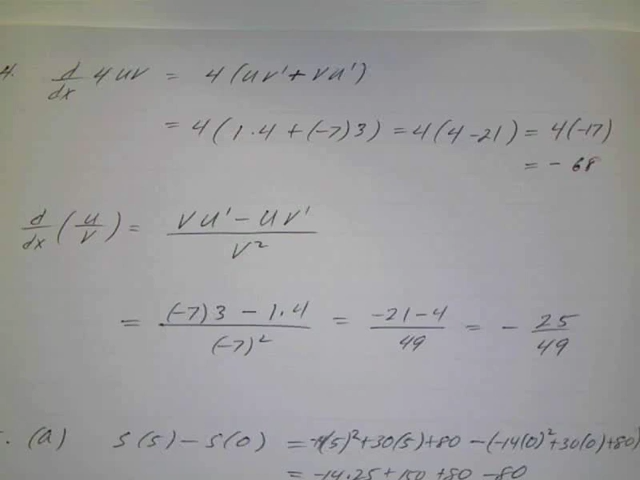 4. d/dx 4uv = 4(uv' + vu')
= 4(1·4 + (-7)3) = 4(4-21) = 4(-17)
= -68
d/dx (u/v) = (vu' - uv')/v²
= ((-7)3 - 1·4)/(-7)² = (-21-4)/49 = -25/49
(a) S(5) - S(0) = (5)²+30(5)+80 - (-14(0)²+30(0)+80)
= -14·25 + 150 + 80 - 80